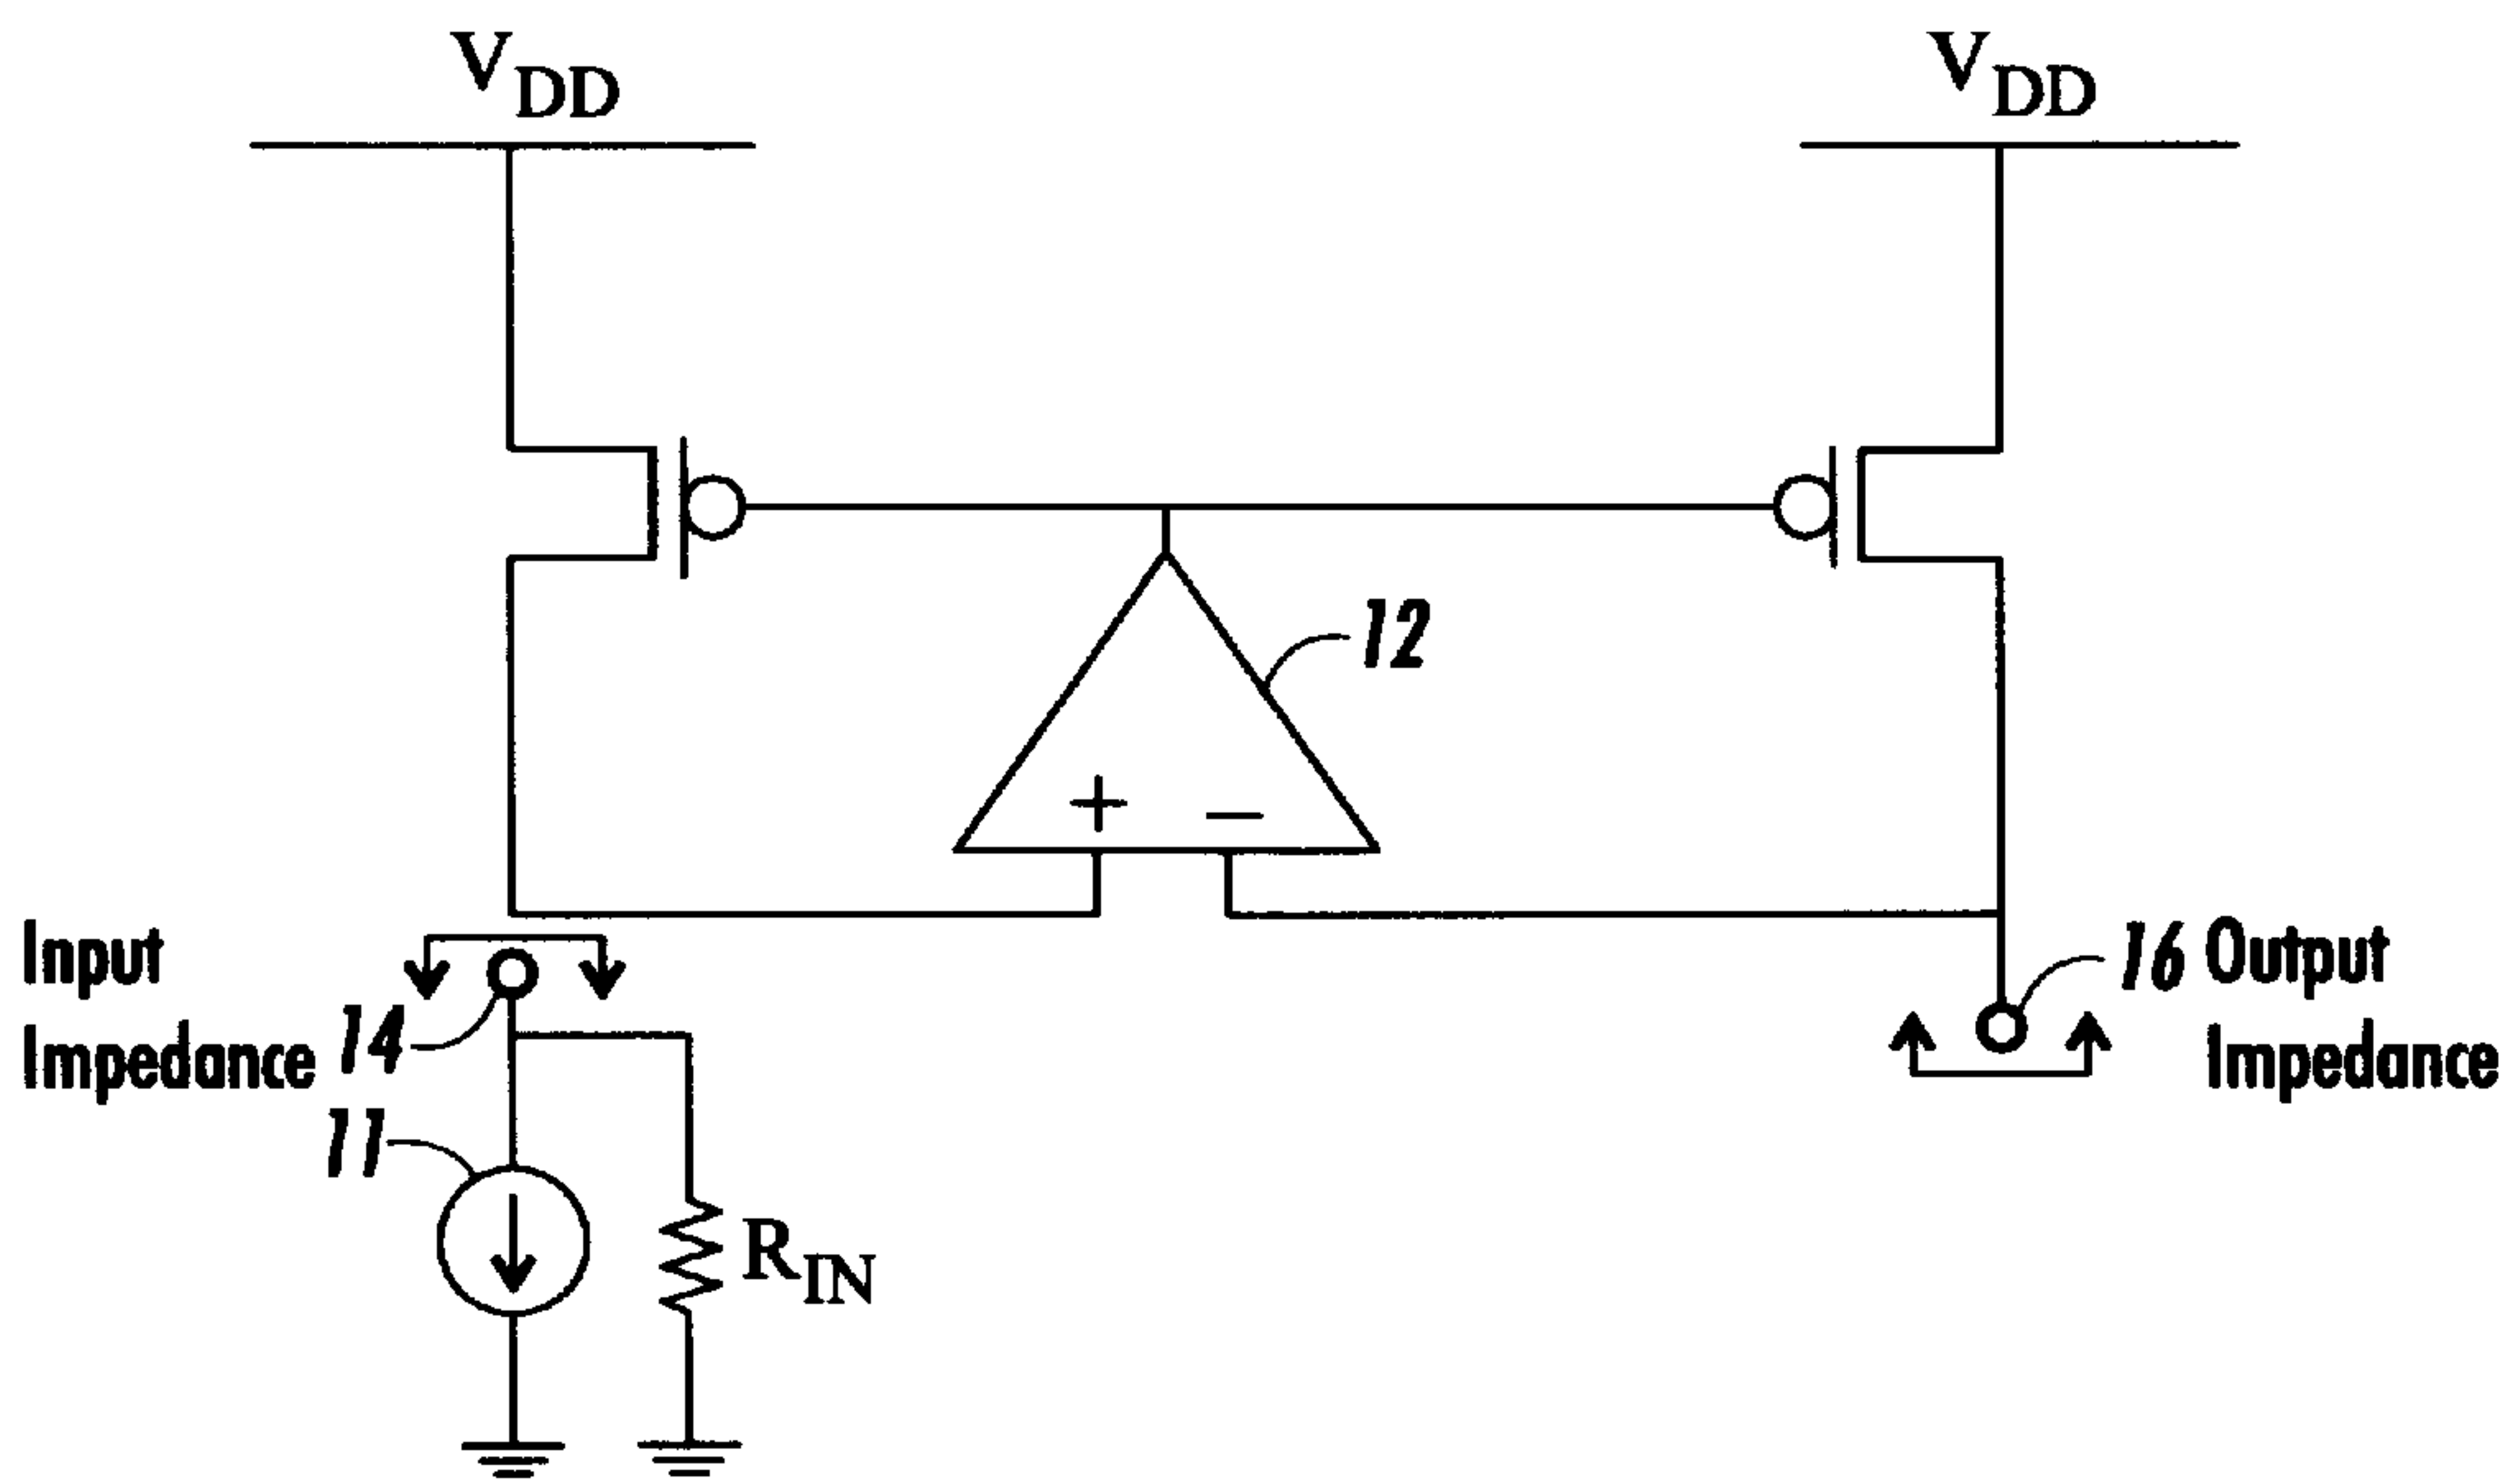 V_DD
V_DD
12
+
−
Input
Impedance
14
16
Output
Impedance
11
R_IN